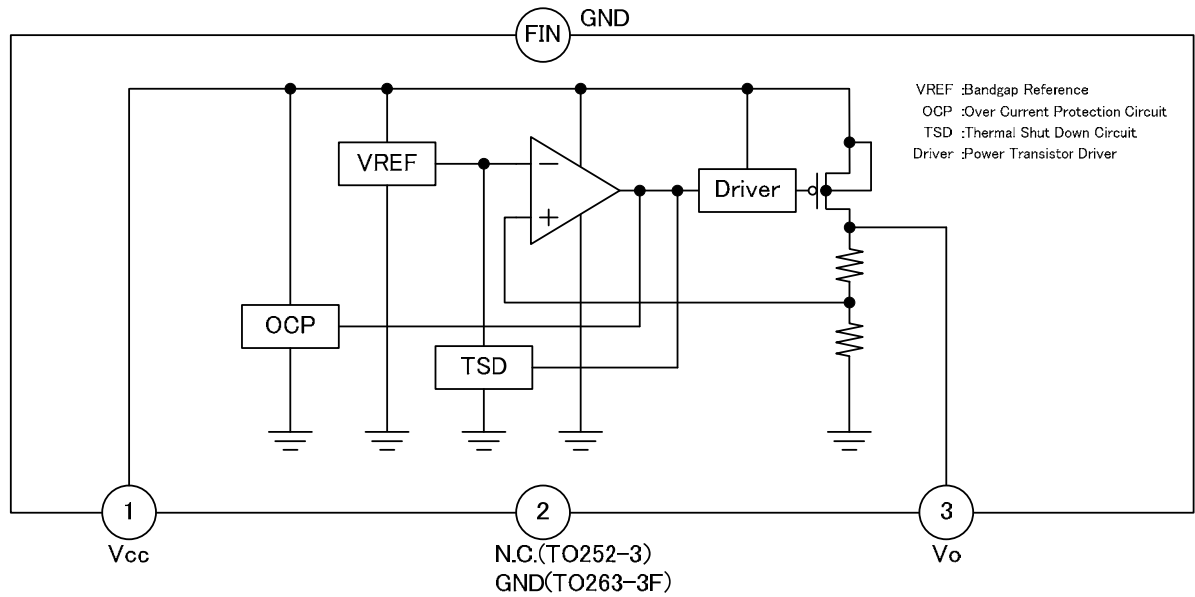 FIN GND
VREF :Bandgap Reference
OCP :Over Current Protection Circuit
TSD :Thermal Shut Down Circuit
Driver :Power Transistor Driver
VREF
−
Driver
+
OCP
TSD
1
2
3
Vcc
N.C.(TO252-3)
Vo
GND(TO263-3F)